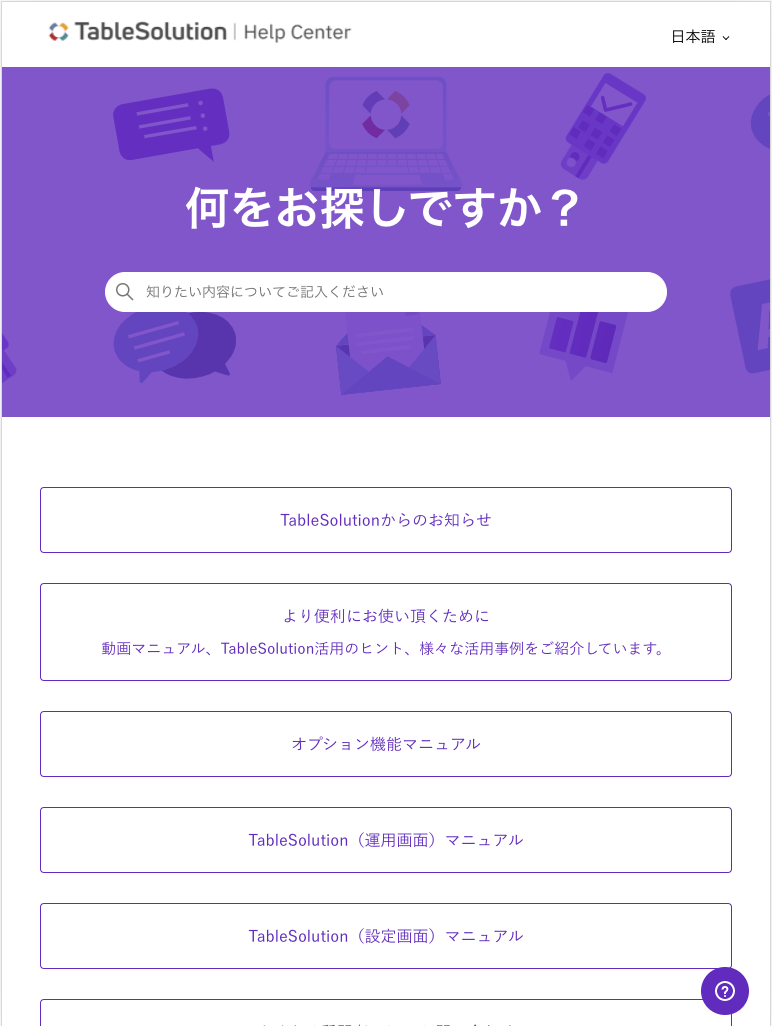 TableSolution | Help Center
日本語
何をお探しですか？
知りたい内容についてご記入ください
TableSolutionからのお知らせ
より便利にお使い頂くために
動画マニュアル、TableSolution活用のヒント、様々な活用事例をご紹介しています。
オプション機能マニュアル
TableSolution（運用画面）マニュアル
TableSolution（設定画面）マニュアル